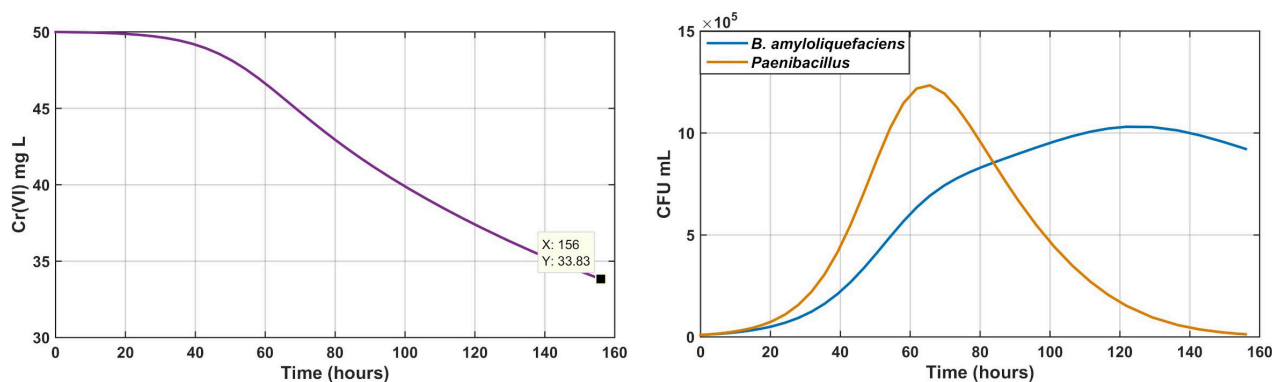 50
45
40
35
30
Cr(VI) mg L
0 20 40 60 80 100 120 140 160
Time (hours)
X: 156
Y: 33.83
×10⁵
15
10
5
0
CFU mL
B. amyloliquefaciens
Paenibacillus
0 20 40 60 80 100 120 140 160
Time (hours)